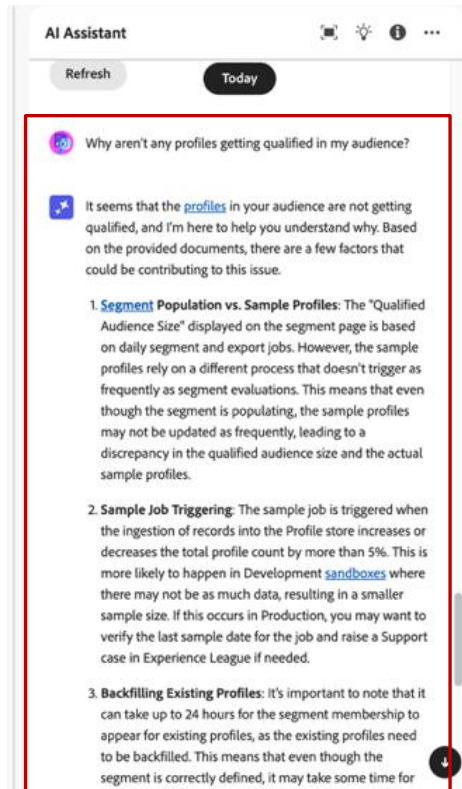 AI Assistant
Refresh
Today
Why aren't any profiles getting qualified in my audience?
It seems that the profiles in your audience are not getting
qualified, and I'm here to help you understand why. Based
on the provided documents, there are a few factors that
could be contributing to this issue.
1. Segment Population vs. Sample Profiles: The "Qualified
Audience Size" displayed on the segment page is based
on daily segment and export jobs. However, the sample
profiles rely on a different process that doesn't trigger as
frequently as segment evaluations. This means that even
though the segment is populating, the sample profiles
may not be updated as frequently, leading to a
discrepancy in the qualified audience size and the actual
sample profiles.
2. Sample Job Triggering: The sample job is triggered when
the ingestion of records into the Profile store increases or
decreases the total profile count by more than 5%. This is
more likely to happen in Development sandboxes where
there may not be as much data, resulting in a smaller
sample size. If this occurs in Production, you may want to
verify the last sample date for the job and raise a Support
case in Experience League if needed.
3. Backfilling Existing Profiles: It's important to note that it
can take up to 24 hours for the segment membership to
appear for existing profiles, as the existing profiles need
to be backfilled. This means that even though the
segment is correctly defined, it may take some time for